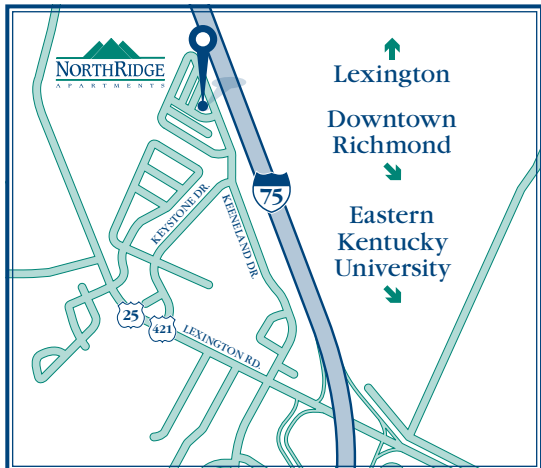 NORTHRIDGE
APARTMENTS
Lexington
Downtown
Richmond
Eastern
Kentucky
University
75
KEYSTONE DR.
KEENELAND DR.
25
421
LEXINGTON RD.